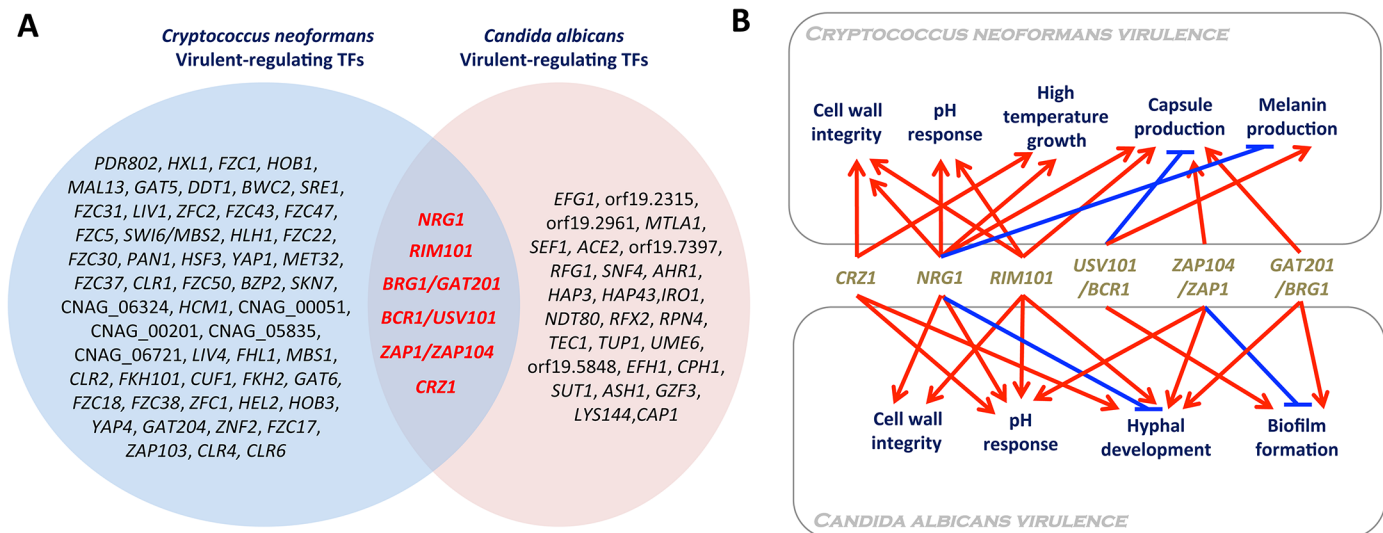 A
Cryptococcus neoformans
Virulent-regulating TFs
Candida albicans
Virulent-regulating TFs
PDR802, HXL1, FZC1, HOB1,
MAL13, GAT5, DDT1, BWC2, SRE1,
FZC31, LIV1, ZFC2, FZC43, FZC47,
FZC5, SWI6/MBS2, HLH1, FZC22,
FZC30, PAN1, HSF3, YAP1, MET32,
FZC37, CLR1, FZC50, BZP2, SKN7,
CNAG_06324, HCM1, CNAG_00051,
CNAG_00201, CNAG_05835,
CNAG_06721, LIV4, FHL1, MBS1,
CLR2, FKH101, CUF1, FKH2, GAT6,
FZC18, FZC38, ZFC1, HEL2, HOB3,
YAP4, GAT204, ZNF2, FZC17,
ZAP103, CLR4, CLR6
NRG1
RIM101
BRG1/GAT201
BCR1/USV101
ZAP1/ZAP104
CRZ1
EFG1, orf19.2315,
orf19.2961, MTLA1,
SEF1, ACE2, orf19.7397,
RFG1, SNF4, AHR1,
HAP3, HAP43,IRO1,
NDT80, RFX2, RPN4,
TEC1, TUP1, UME6,
orf19.5848, EFH1, CPH1,
SUT1, ASH1, GZF3,
LYS144,CAP1
B
CRYPTOCOCCUS NEOFORMANS VIRULENCE
Cell wall
integrity
pH
response
High
temperature
growth
Capsule
production
Melanin
production
CRZ1
NRG1
RIM101
USV101
/BCR1
ZAP104
/ZAP1
GAT201
/BRG1
Cell wall
integrity
pH
response
Hyphal
development
Biofilm
formation
CANDIDA ALBICANS VIRULENCE